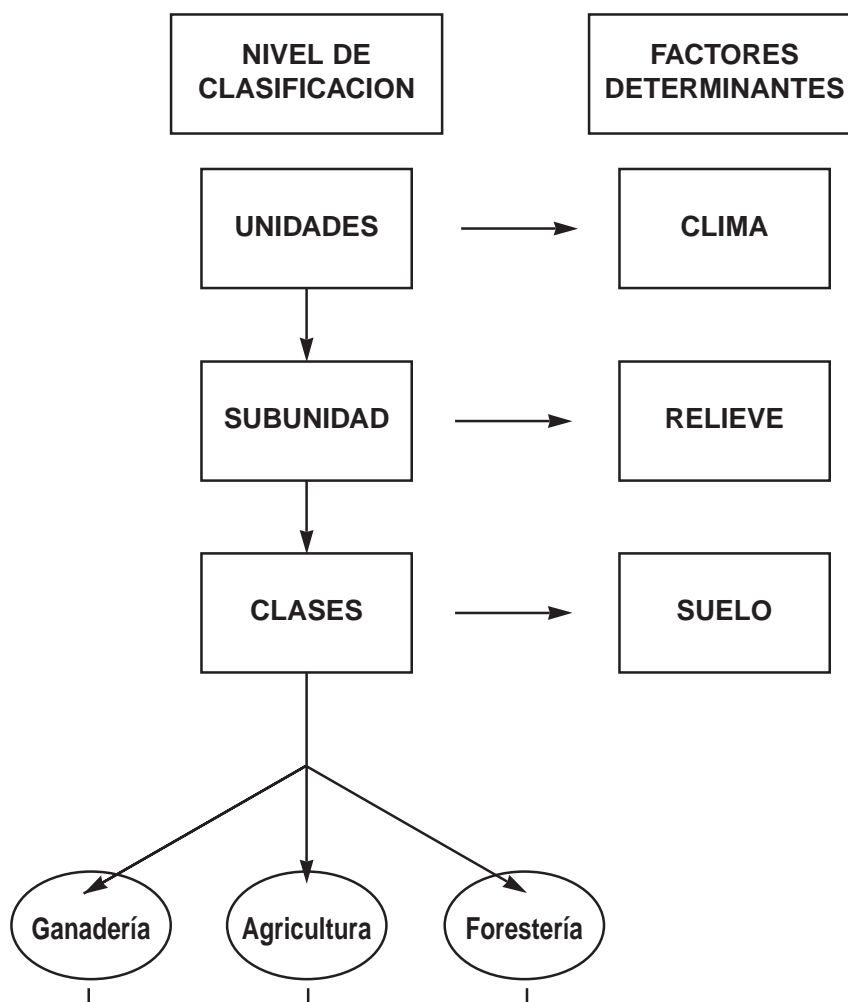 NIVEL DE
CLASIFICACION
FACTORES
DETERMINANTES
UNIDADES
CLIMA
SUBUNIDAD
RELIEVE
CLASES
SUELO
Ganadería
Agricultura
Forestería